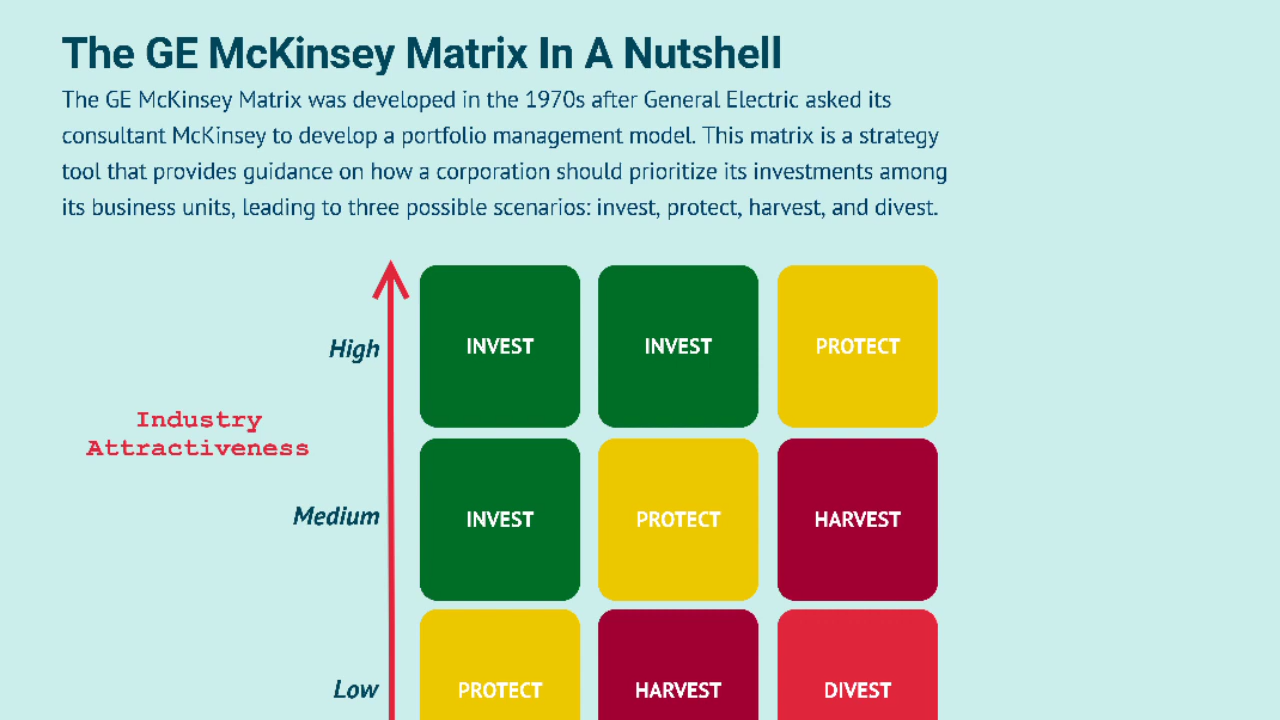 The GE McKinsey Matrix In A Nutshell
The GE McKinsey Matrix was developed in the 1970s after General Electric asked its
consultant McKinsey to develop a portfolio management model. This matrix is a strategy
tool that provides guidance on how a corporation should prioritize its investments among
its business units, leading to three possible scenarios: invest, protect, harvest, and divest.
High
INVEST
INVEST
PROTECT
Industry
Attractiveness
Medium
INVEST
PROTECT
HARVEST
Low
PROTECT
HARVEST
DIVEST